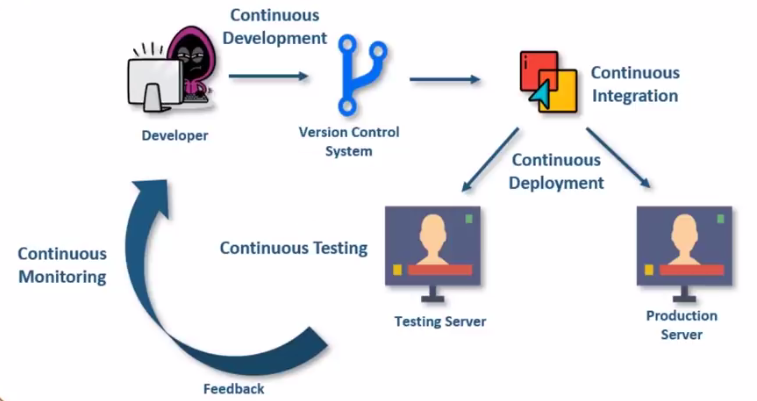 Continuous
Development
Developer
Version Control
System
Continuous
Integration
Continuous
Deployment
Continuous
Monitoring
Continuous Testing
Testing Server
Production
Server
Feedback